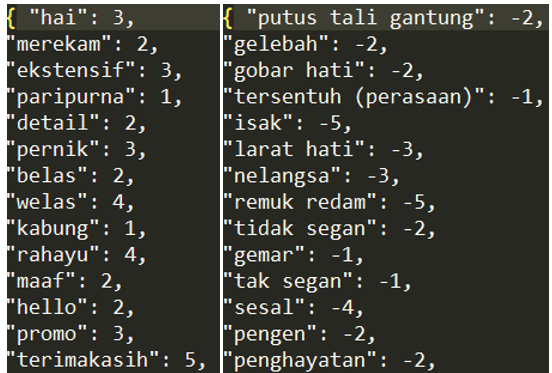 { "hai": 3,
"merekam": 2,
"ekstensif": 3,
"paripurna": 1,
"detail": 2,
"pernik": 3,
"belas": 2,
"welas": 4,
"kabung": 1,
"rahayu": 4,
"maaf": 2,
"hello": 2,
"promo": 3,
"terimakasih": 5,
{ "putus tali gantung": -2,
"gelebah": -2,
"gobar hati": -2,
"tersentuh (perasaan)": -1,
"isak": -5,
"larat hati": -3,
"nelangsa": -3,
"remuk redam": -5,
"tidak segan": -2,
"gemar": -1,
"tak segan": -1,
"sesal": -4,
"pengen": -2,
"penghayatan": -2,